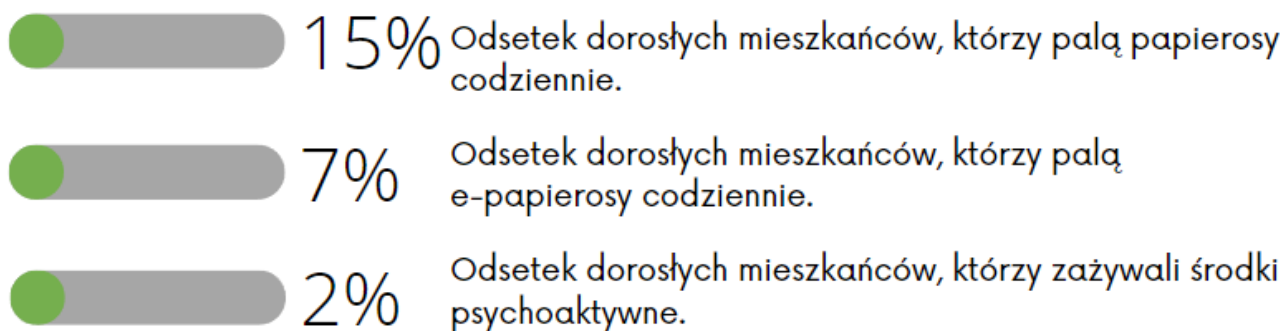 15% Odsetek dorosłych mieszkańców, którzy palą papierosy
codziennie.
7% Odsetek dorosłych mieszkańców, którzy palą
e-papierosy codziennie.
2% Odsetek dorosłych mieszkańców, którzy zażywali środki
psychoaktywne.